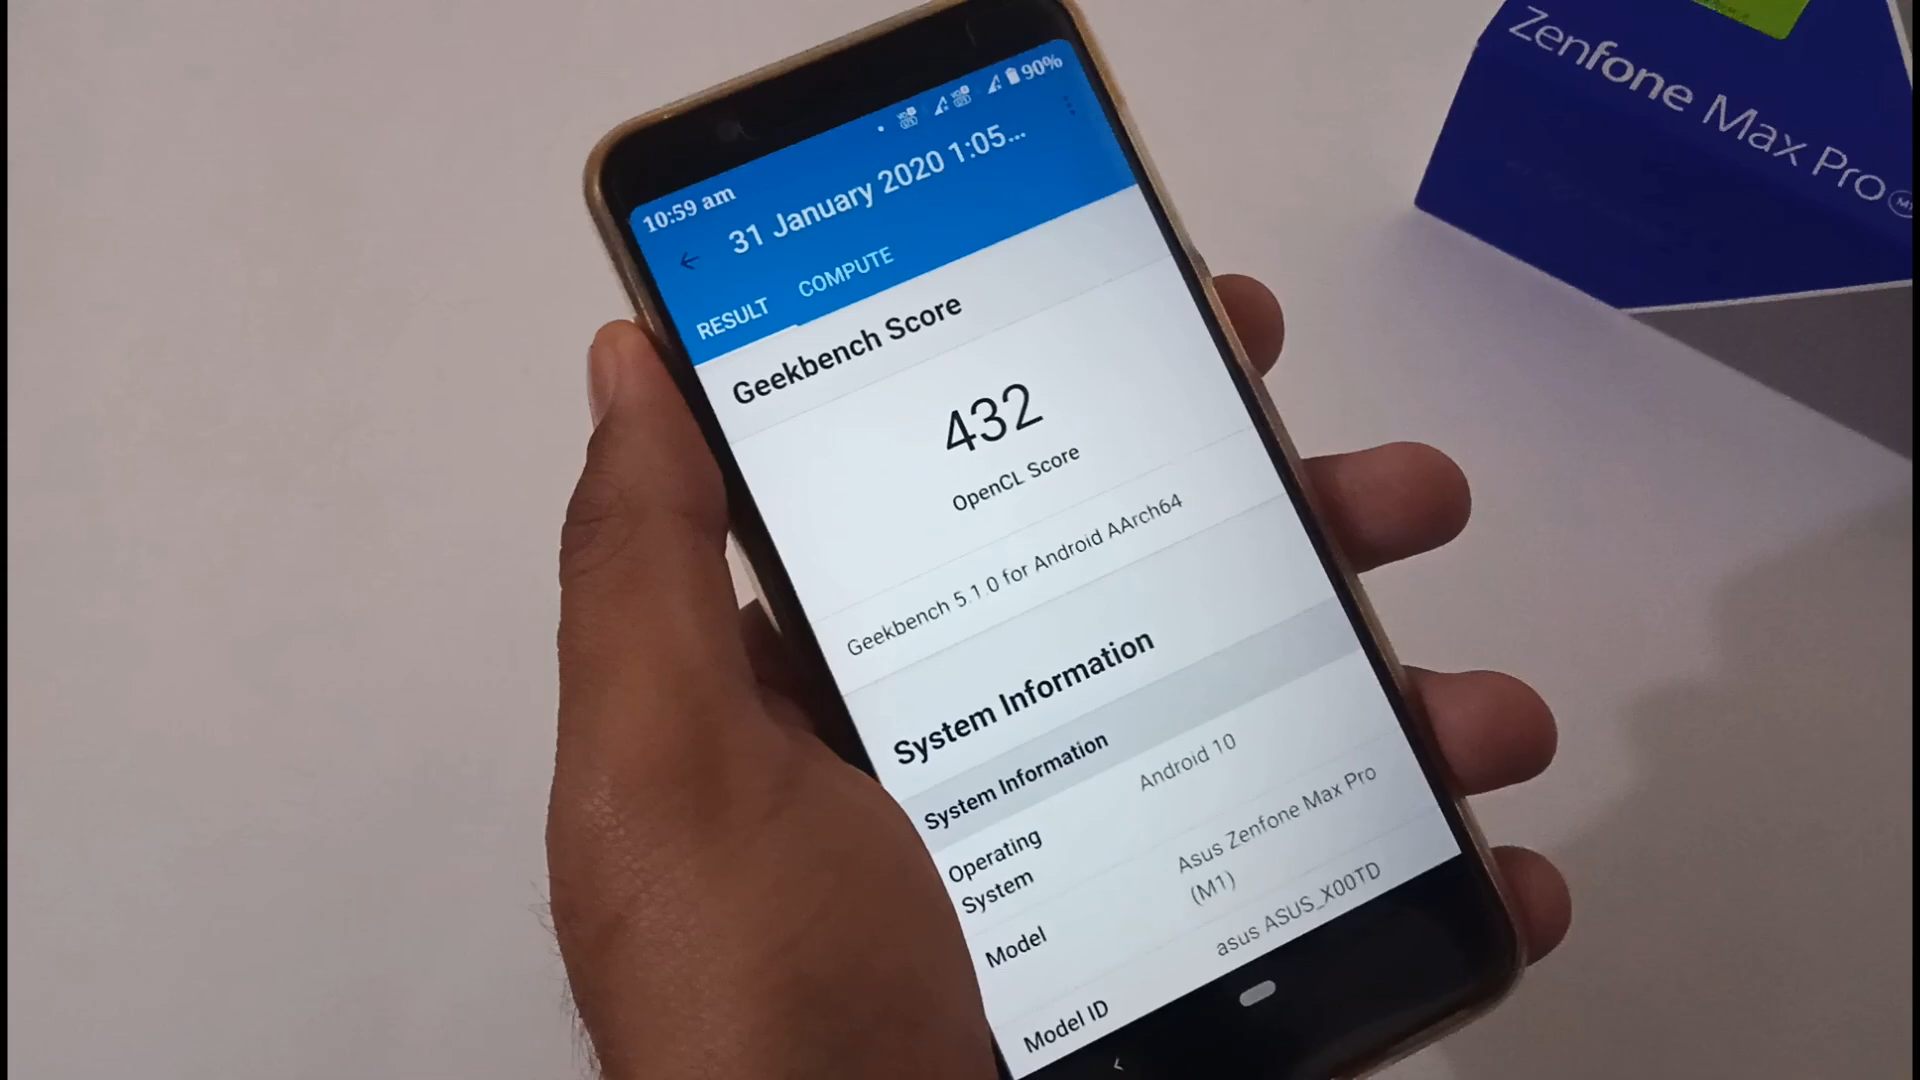 10:59 am
90%
31 January 2020 1:05...
RESULT
COMPUTE
Geekbench Score
432
OpenCL Score
Geekbench 5.1.0 for Android AArch64
System Information
System Information
Operating System
Android 10
Model
Asus Zenfone Max Pro (M1)
Model ID
asus ASUS_X00TD
Zenfone Max Pro M1